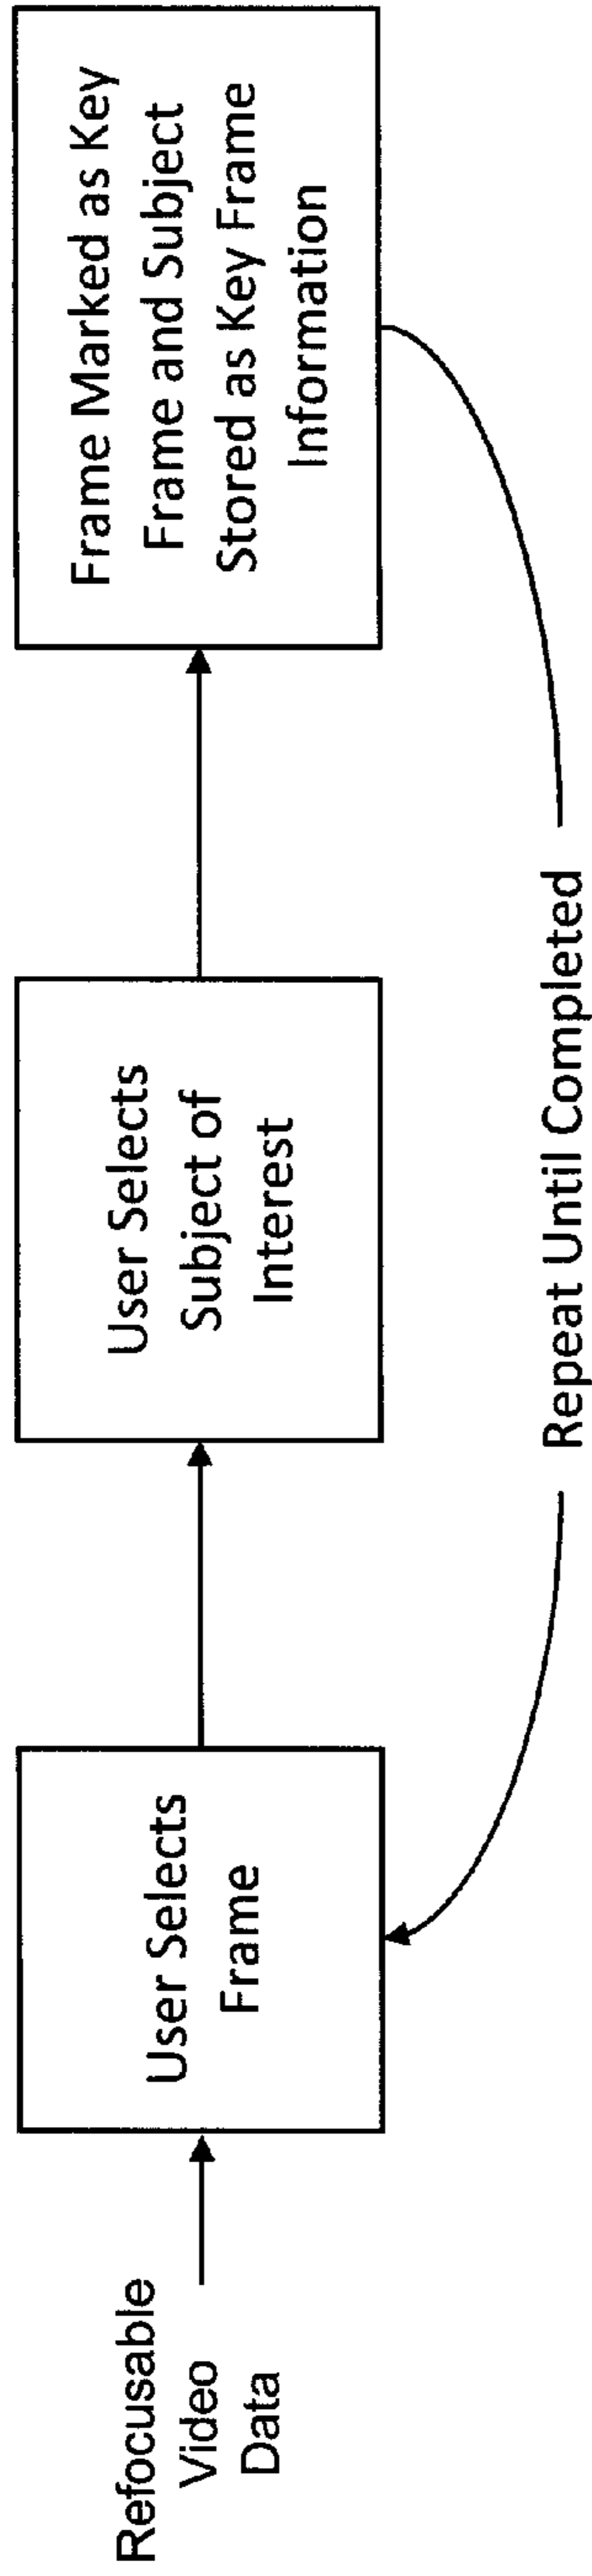 Refocusable
Video
Data
User Selects
Frame
User Selects
Subject of
Interest
Frame Marked as Key
Frame and Subject
Stored as Key Frame
Information
Repeat Until Completed